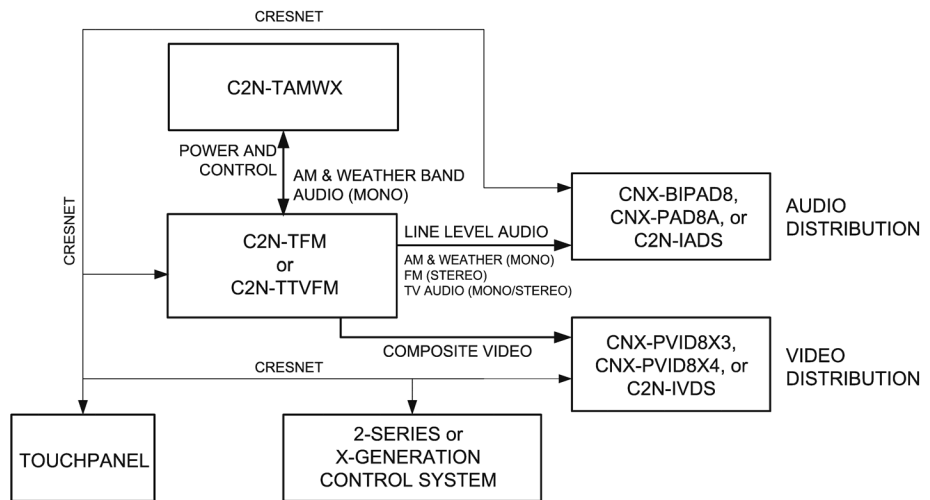 CRESNET
C2N-TAMWX
POWER AND
CONTROL
AM & WEATHER BAND
AUDIO (MONO)
CRESNET
CNX-BIPAD8,
CNX-PAD8A, or
C2N-IADS
AUDIO
DISTRIBUTION
C2N-TFM
or
C2N-TTVFM
LINE LEVEL AUDIO
AM & WEATHER (MONO)
FM (STEREO)
TV AUDIO (MONO/STEREO)
COMPOSITE VIDEO
CNX-PVID8X3,
CNX-PVID8X4, or
C2N-IVDS
VIDEO
DISTRIBUTION
CRESNET
TOUCHPANEL
2-SERIES or
X-GENERATION
CONTROL SYSTEM